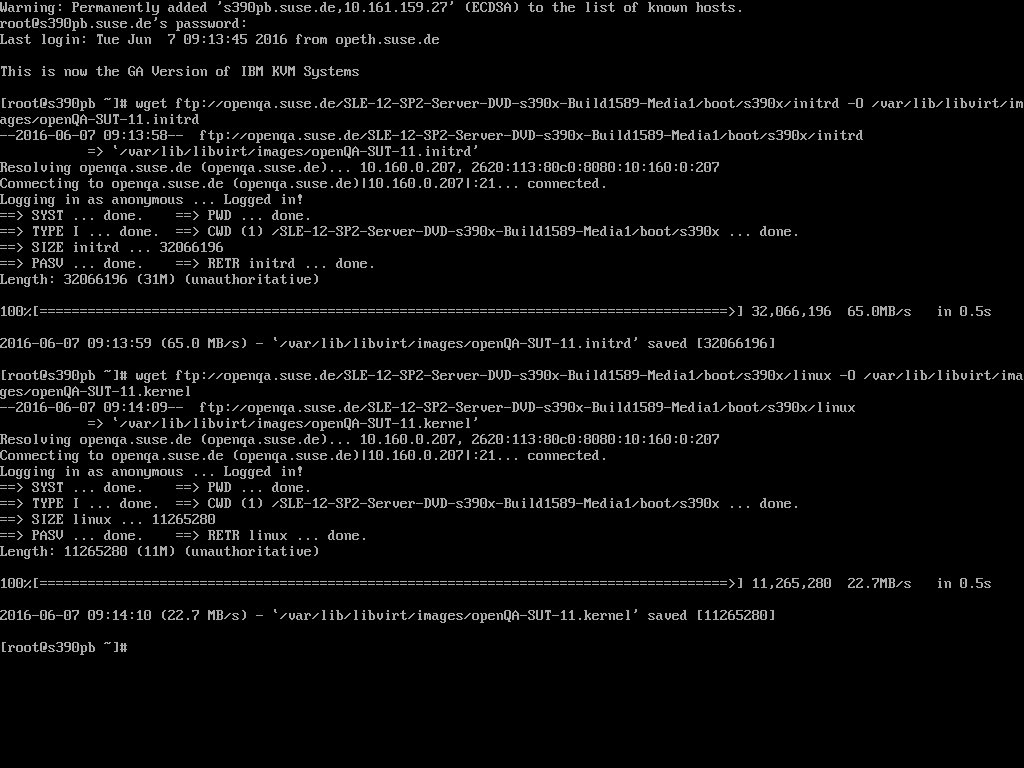 Warning: Permanently added 's390pb.suse.de,10.161.159.27' (ECDSA) to the list of known hosts.
root@s390pb.suse.de's password:
Last login: Tue Jun  7 09:13:45 2016 from opeth.suse.de
This is now the GA Version of IBM KVM Systems
[root@s390pb ~]# wget ftp://openqa.suse.de/SLE-12-SP2-Server-DVD-s390x-Build1589-Media1/boot/s390x/initrd -O /var/lib/libvirt/im
ages/openQA-SUT-11.initrd
--2016-06-07 09:13:58--  ftp://openqa.suse.de/SLE-12-SP2-Server-DVD-s390x-Build1589-Media1/boot/s390x/initrd
           => ‘/var/lib/libvirt/images/openQA-SUT-11.initrd’
Resolving openqa.suse.de (openqa.suse.de)... 10.160.0.207, 2620:113:80c0:8080:10:160:0:207
Connecting to openqa.suse.de (openqa.suse.de)|10.160.0.207|:21... connected.
Logging in as anonymous ... Logged in!
==> SYST ... done.    ==> PWD ... done.
==> TYPE I ... done.  ==> CWD (1) /SLE-12-SP2-Server-DVD-s390x-Build1589-Media1/boot/s390x ... done.
==> SIZE initrd ... 32066196
==> PASV ... done.    ==> RETR initrd ... done.
Length: 32066196 (31M) (unauthoritative)
100%[======================================================================================>] 32,066,196  65.0MB/s   in 0.5s
2016-06-07 09:13:59 (65.0 MB/s) - ‘/var/lib/libvirt/images/openQA-SUT-11.initrd’ saved [32066196]
[root@s390pb ~]# wget ftp://openqa.suse.de/SLE-12-SP2-Server-DVD-s390x-Build1589-Media1/boot/s390x/linux -O /var/lib/libvirt/ima
ges/openQA-SUT-11.kernel
--2016-06-07 09:14:09--  ftp://openqa.suse.de/SLE-12-SP2-Server-DVD-s390x-Build1589-Media1/boot/s390x/linux
           => ‘/var/lib/libvirt/images/openQA-SUT-11.kernel’
Resolving openqa.suse.de (openqa.suse.de)... 10.160.0.207, 2620:113:80c0:8080:10:160:0:207
Connecting to openqa.suse.de (openqa.suse.de)|10.160.0.207|:21... connected.
Logging in as anonymous ... Logged in!
==> SYST ... done.    ==> PWD ... done.
==> TYPE I ... done.  ==> CWD (1) /SLE-12-SP2-Server-DVD-s390x-Build1589-Media1/boot/s390x ... done.
==> SIZE linux ... 11265280
==> PASV ... done.    ==> RETR linux ... done.
Length: 11265280 (11M) (unauthoritative)
100%[======================================================================================>] 11,265,280  22.7MB/s   in 0.5s
2016-06-07 09:14:10 (22.7 MB/s) - ‘/var/lib/libvirt/images/openQA-SUT-11.kernel’ saved [11265280]
[root@s390pb ~]#